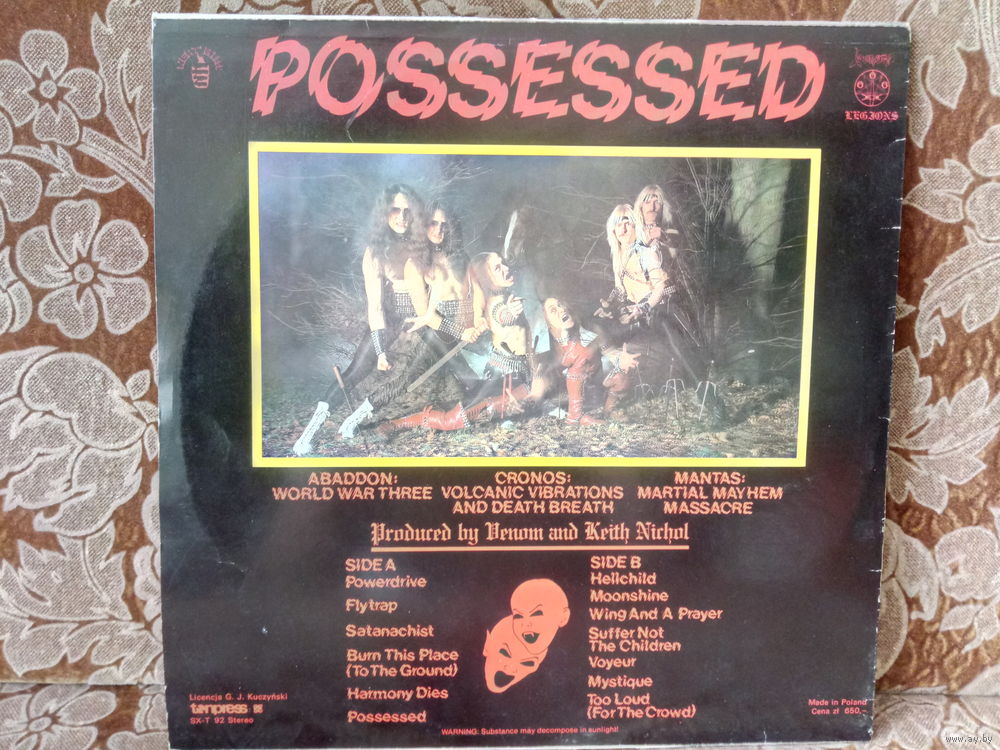 POSSESSED
LEGIONS
ABADDON:
WORLD WAR THREE
CRONOS:
VOLCANIC VIBRATIONS
AND DEATH BREATH
MANTAS:
MARTIAL MAYHEM
MASSACRE
Produced by Venom and Keith Nichol
SIDE A
Powerdrive
Flytrap
Satanachist
Burn This Place
(To The Ground)
Harmony Dies
Possessed
SIDE B
Hellchild
Moonshine
Wing And A Prayer
Suffer Not
The Children
Voyeur
Mystique
Too Loud
(For The Crowd)
Licencja G. J. Kuczyński
tonpress
SX-T 92 Stereo
Made in Poland
Cena zł 650,-
WARNING: Substance may decompose in sunlight!
www.ay.by